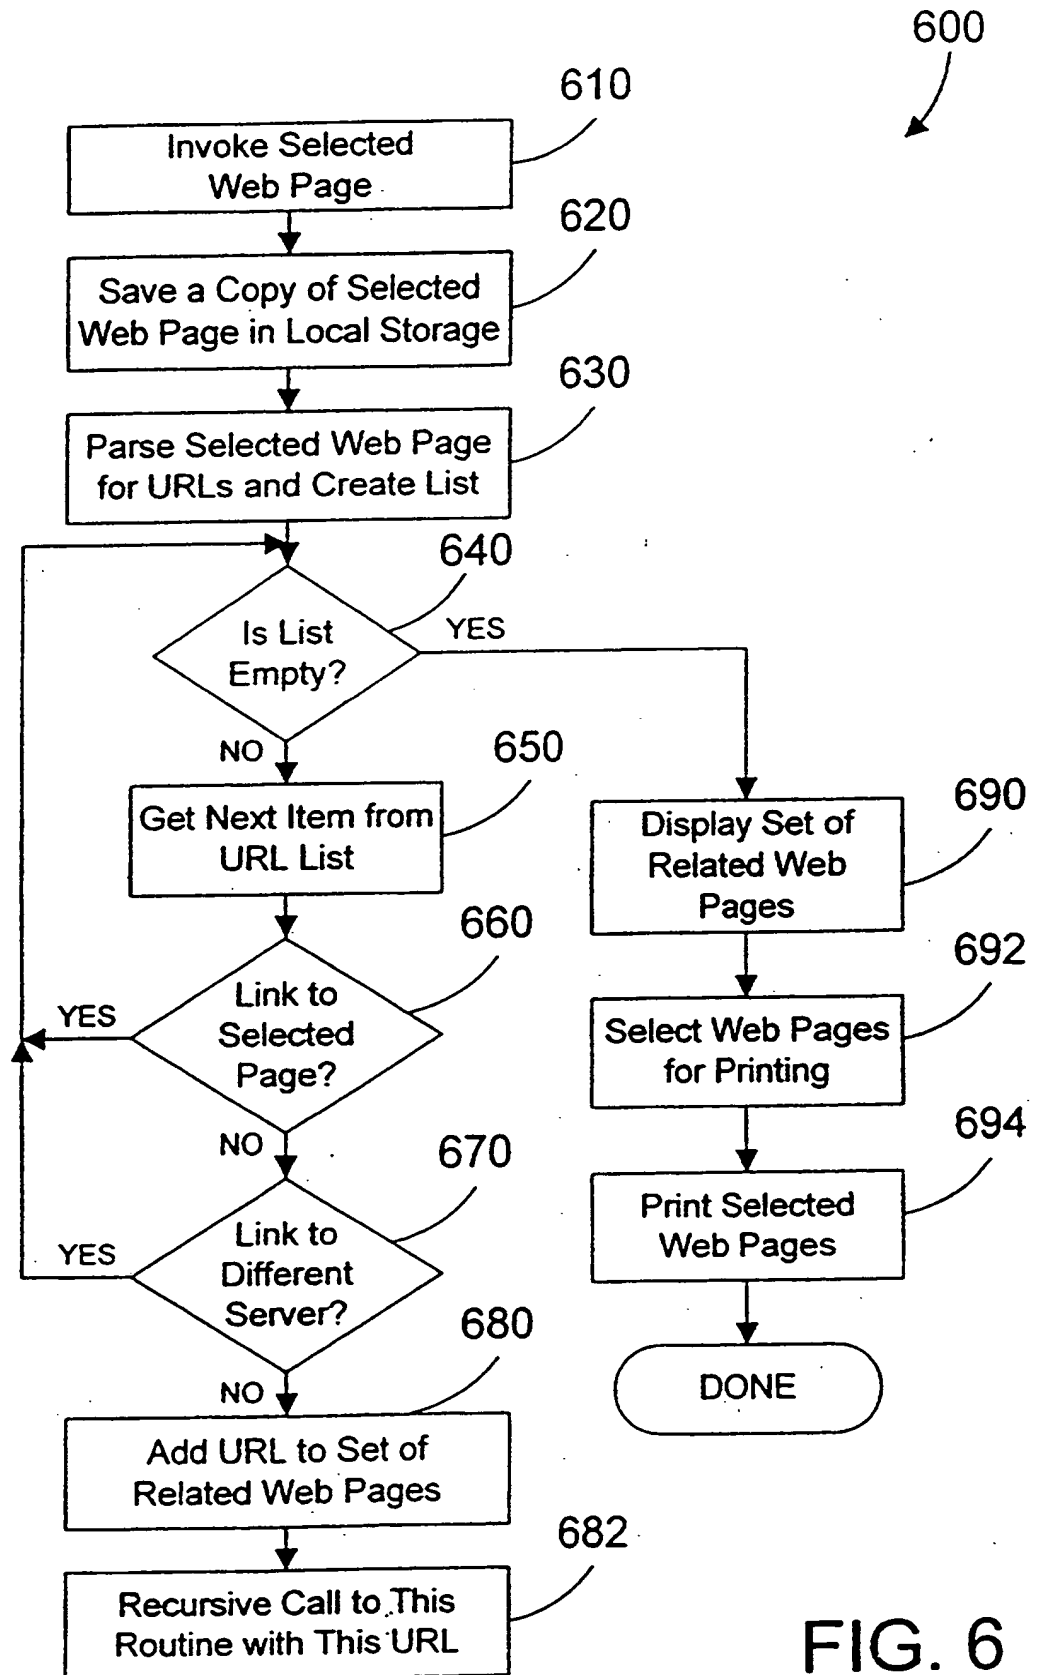 600
610
Invoke Selected
Web Page
620
Save a Copy of Selected
Web Page in Local Storage
630
Parse Selected Web Page
for URLs and Create List
640
Is List
Empty?
YES
NO
650
Get Next Item from
URL List
660
Link to
Selected
Page?
YES
NO
670
Link to
Different
Server?
YES
NO
680
Add URL to Set of
Related Web Pages
682
Recursive Call to This
Routine with This URL
690
Display Set of
Related Web
Pages
692
Select Web Pages
for Printing
694
Print Selected
Web Pages
DONE
FIG. 6